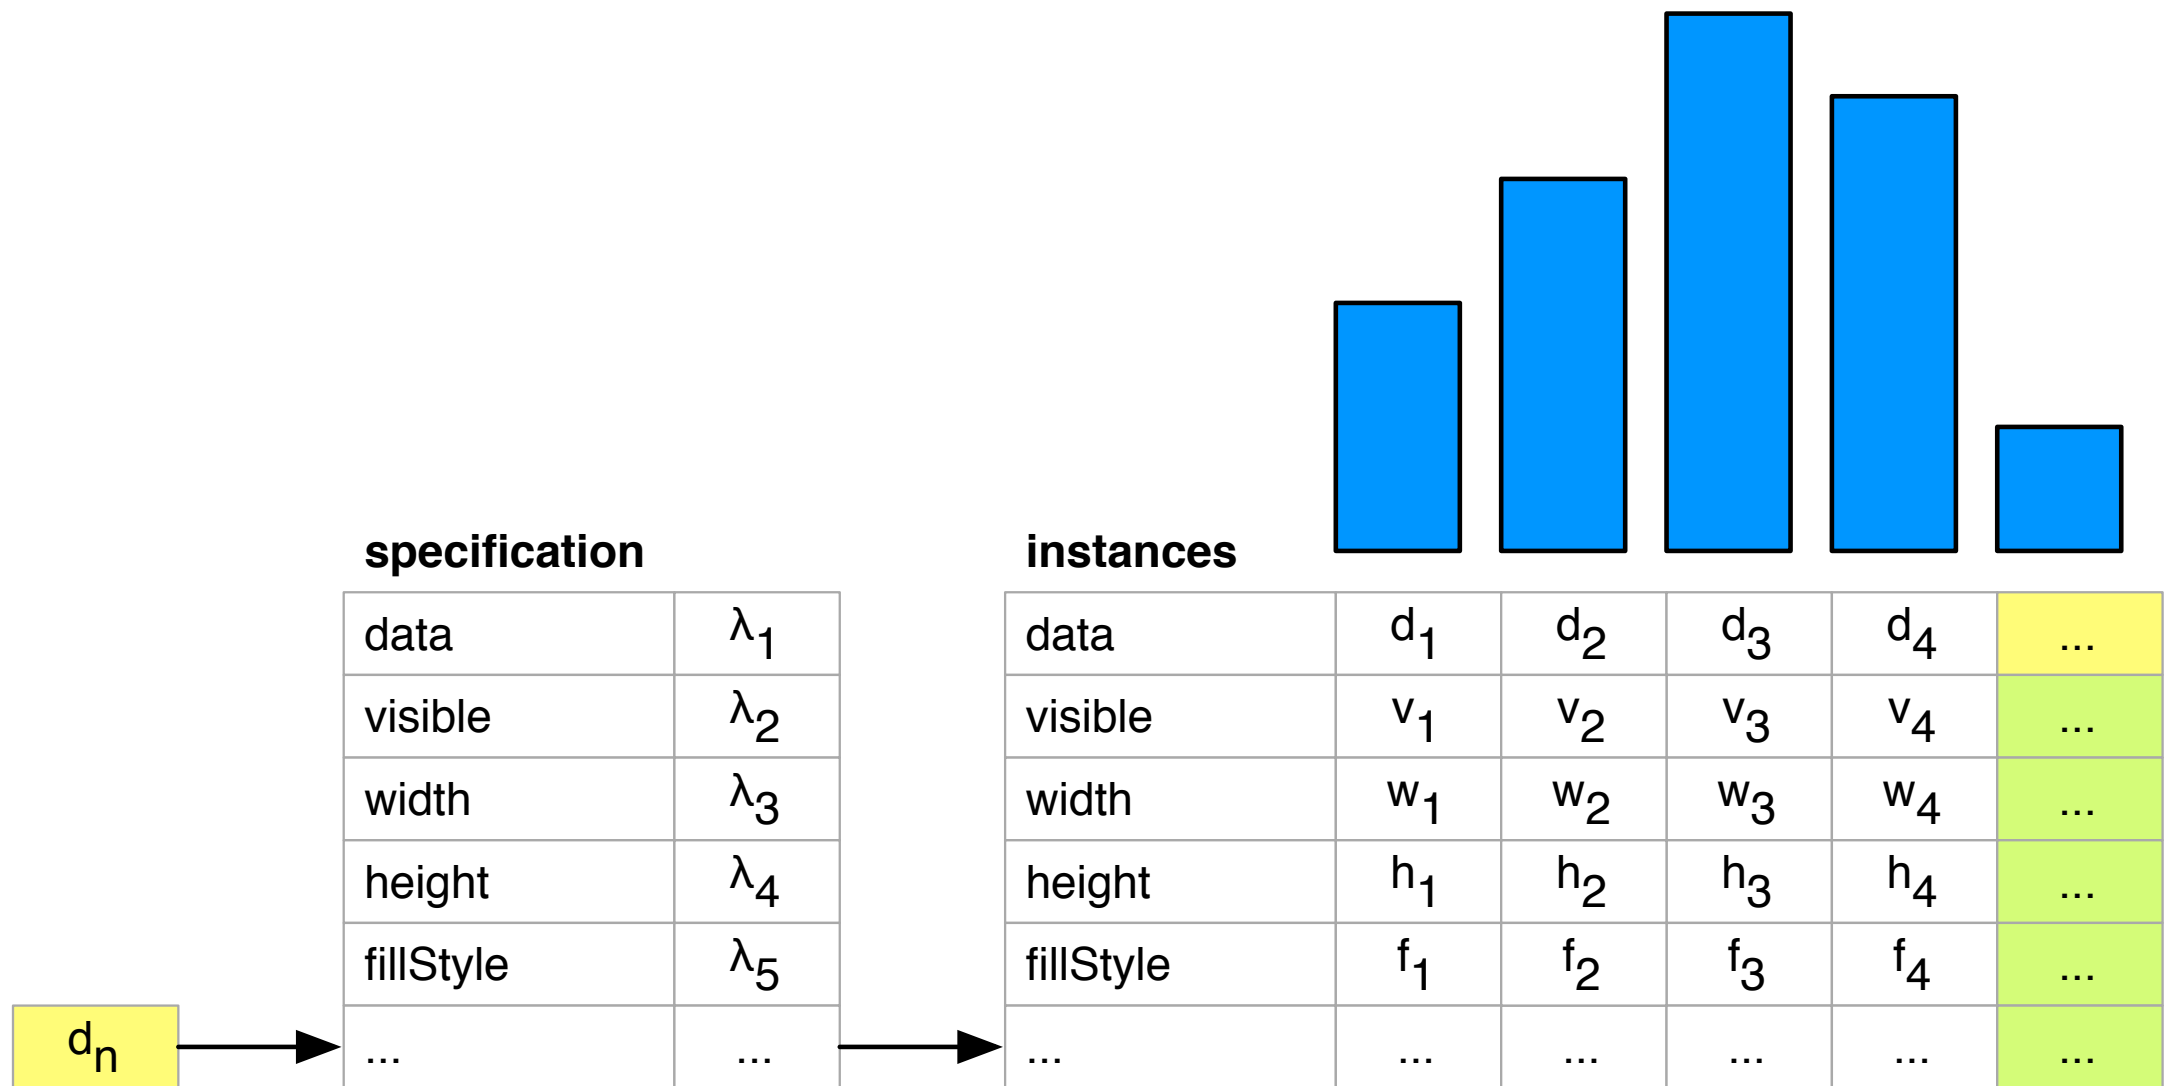 specification instances
data λ1 data d1 d2 d3 d4 ...
visible λ2 visible v1 v2 v3 v4 ...
width λ3 width w1 w2 w3 w4 ...
height λ4 height h1 h2 h3 h4 ...
fillStyle λ5 fillStyle f1 f2 f3 f4 ...
dn ... ... ... ... ... ... ... ...